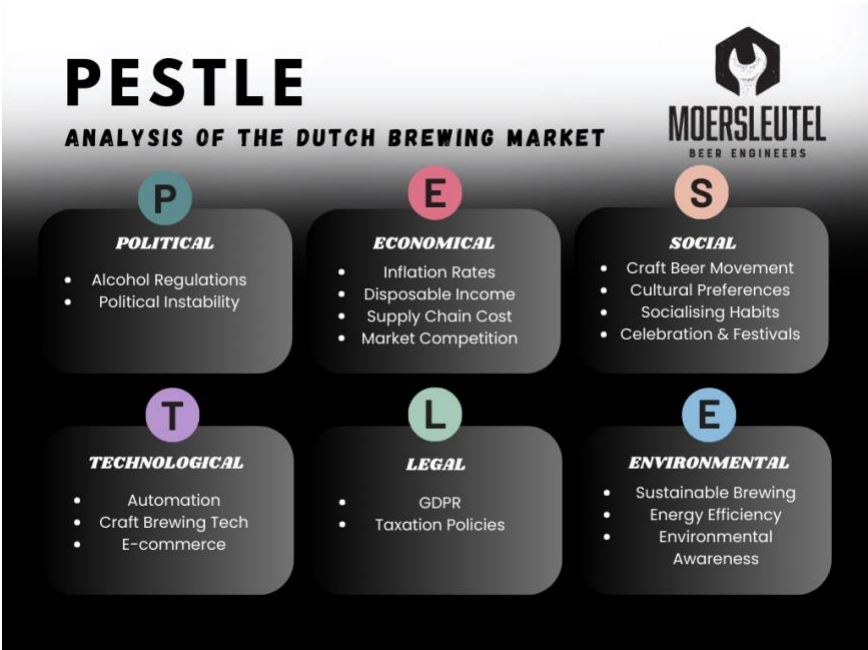 PESTLE
ANALYSIS OF THE DUTCH BREWING MARKET
MOERSLEUTEL
BEER ENGINEERS
P
POLITICAL
• Alcohol Regulations
• Political Instability
E
ECONOMICAL
• Inflation Rates
• Disposable Income
• Supply Chain Cost
• Market Competition
S
SOCIAL
• Craft Beer Movement
• Cultural Preferences
• Socialising Habits
• Celebration & Festivals
T
TECHNOLOGICAL
• Automation
• Craft Brewing Tech
• E-commerce
L
LEGAL
• GDPR
• Taxation Policies
E
ENVIRONMENTAL
• Sustainable Brewing
• Energy Efficiency
• Environmental
Awareness